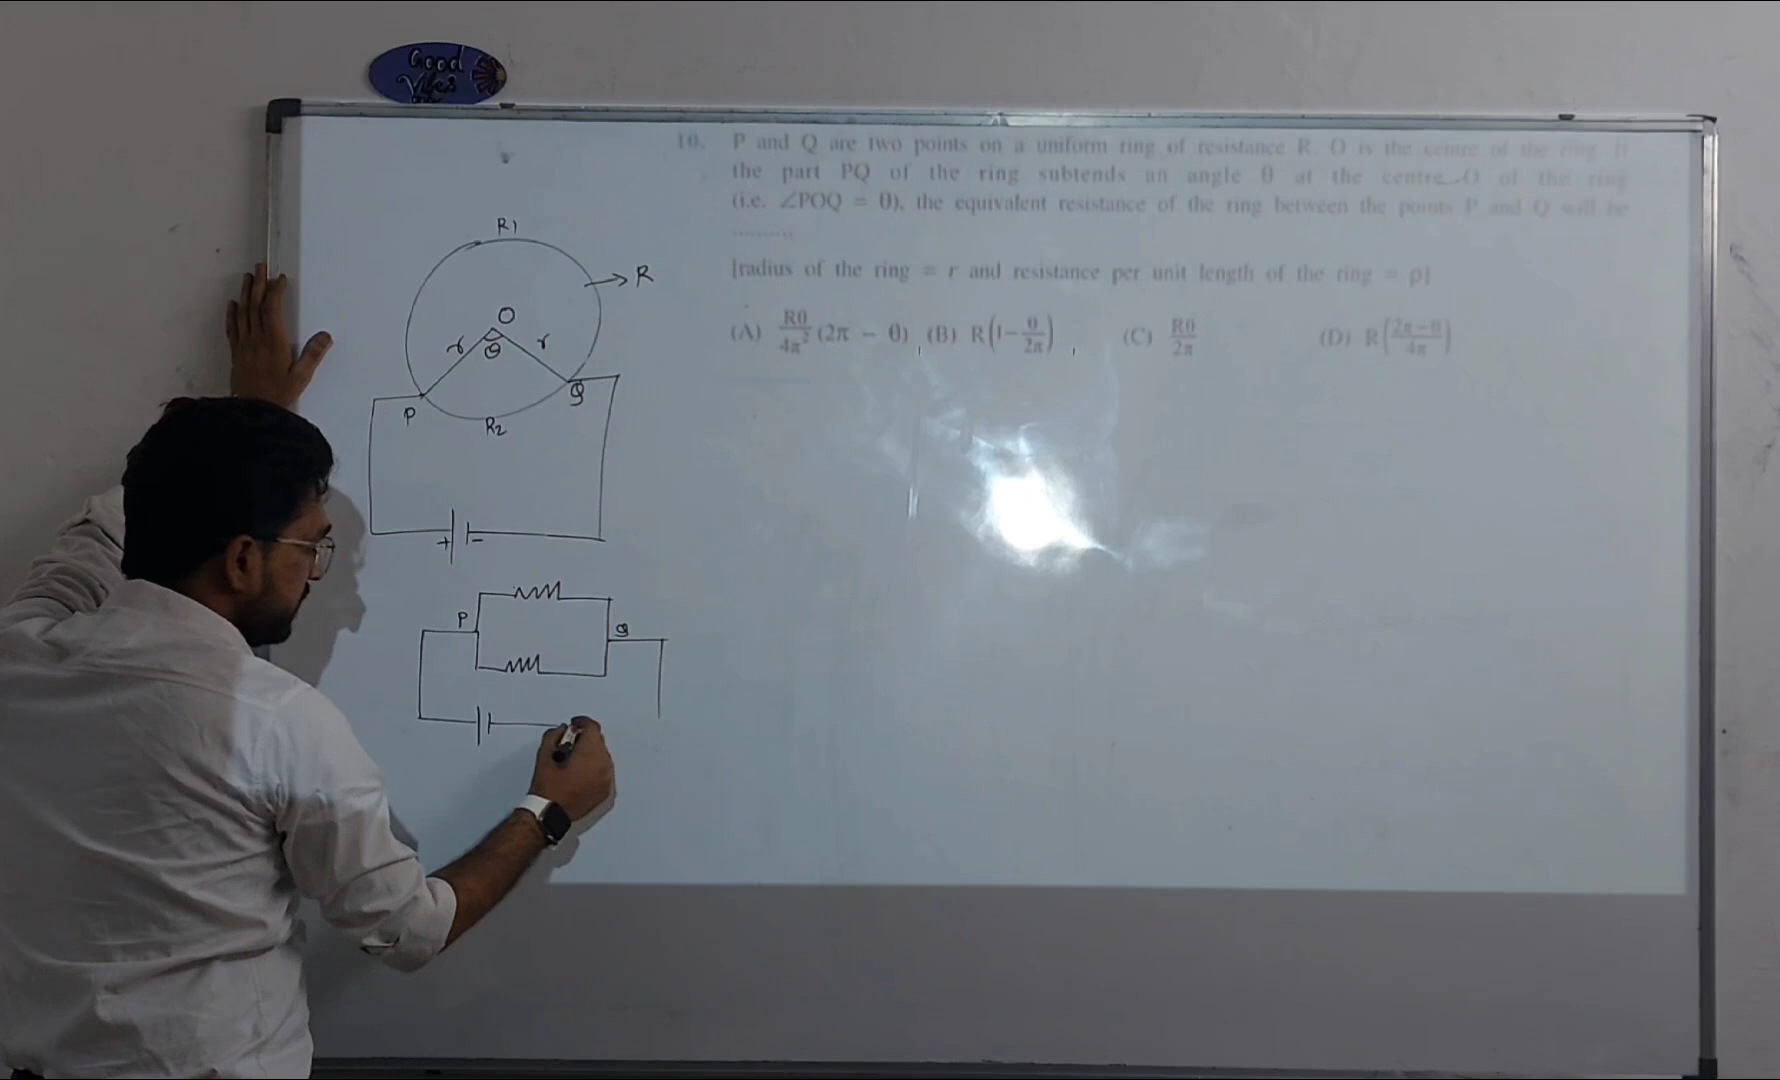 Good
Vibes
10. P and Q are two points on a uniform ring of resistance R. O is the centre of the ring. If
the part PQ of the ring subtends an angle θ at the centre O of the ring
(i.e. ∠POQ = θ), the equivalent resistance of the ring between the points P and Q will be
..........
[radius of the ring = r and resistance per unit length of the ring = ρ]
(A) Rθ/4π² (2π − θ) (B) R(1−θ/2π) (C) Rθ/2π (D) R(2π−θ/4π)
R1
R
O
r θ r
P Q
R2
+ -
P Q